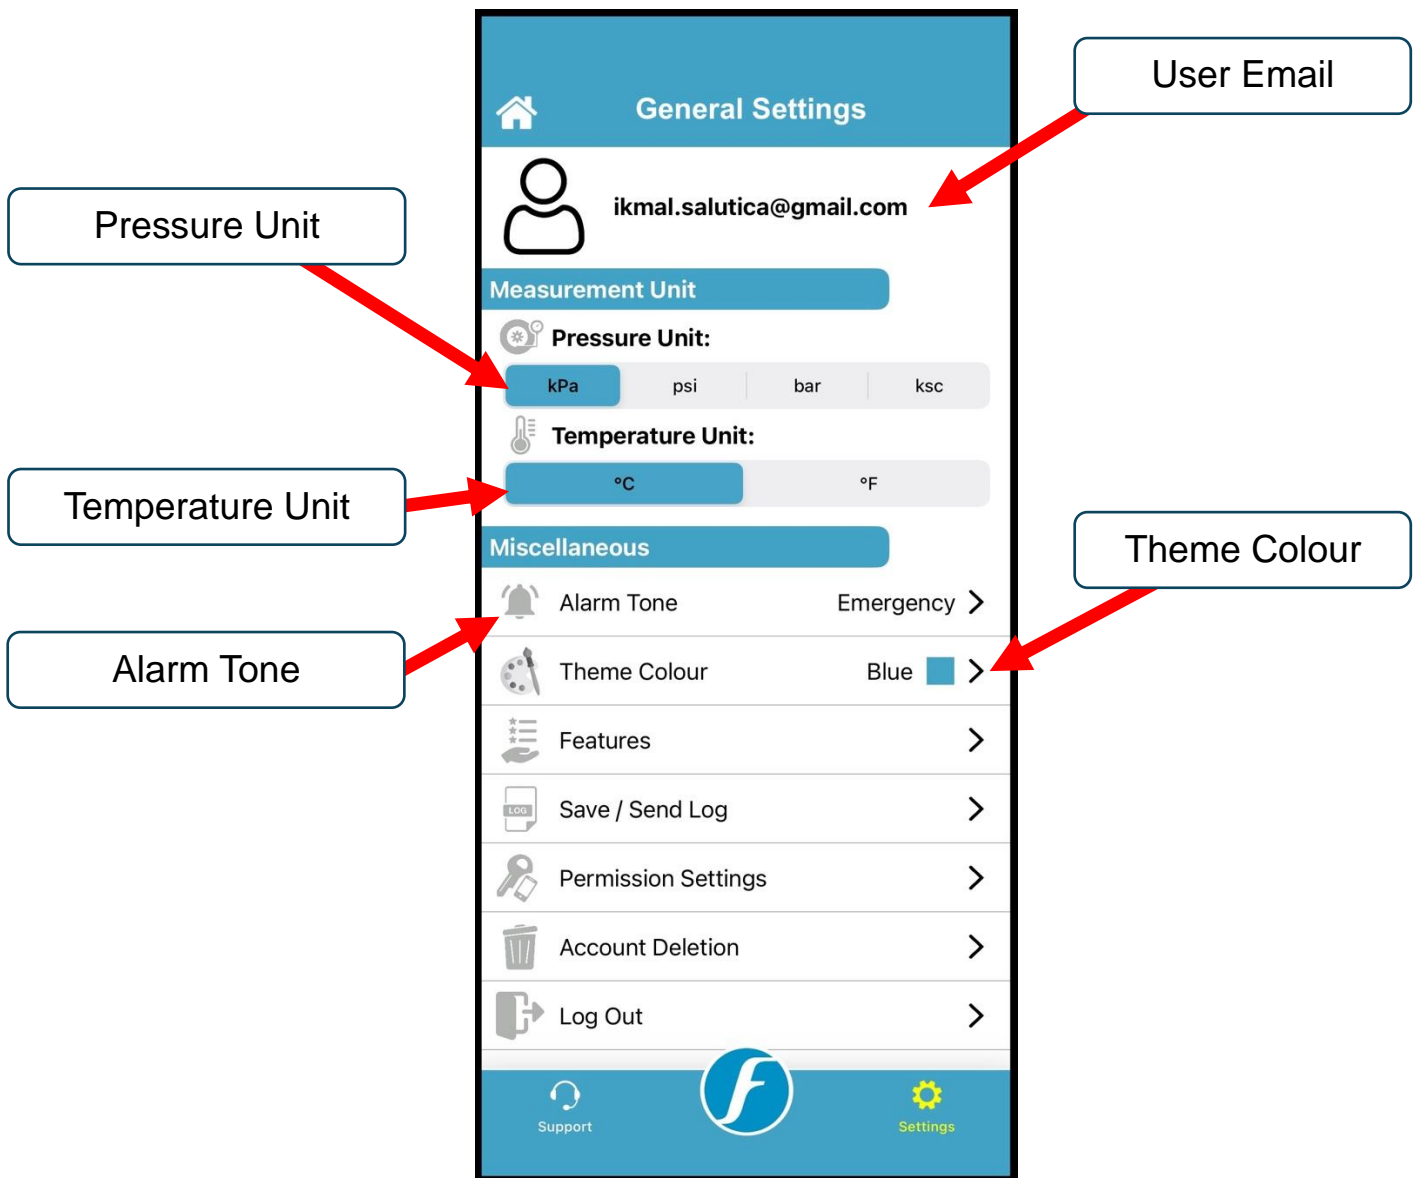 User Email
General Settings
ikmal.salutica@gmail.com
Pressure Unit
Measurement Unit
Pressure Unit:
kPa psi bar ksc
Temperature Unit:
Temperature Unit
°C °F
Miscellaneous
Theme Colour
Alarm Tone Emergency
Alarm Tone
Theme Colour Blue
Features
LOG
Save / Send Log
Permission Settings
Account Deletion
Log Out
f
Support Settings